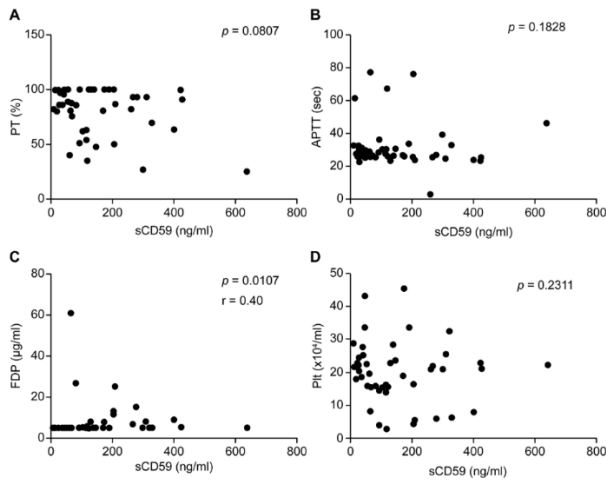 A
p = 0.0807
150
100
50
0
PT (%)
0 200 400 600 800
sCD59 (ng/ml)
B
p = 0.1828
100
80
60
40
20
0
APTT (sec)
0 200 400 600 800
sCD59 (ng/ml)
C
p = 0.0107
r = 0.40
80
60
40
20
0
FDP (μg/ml)
0 200 400 600 800
sCD59 (ng/ml)
D
p = 0.2311
50
40
30
20
10
0
Plt (x10⁴/ml)
0 200 400 600 800
sCD59 (ng/ml)